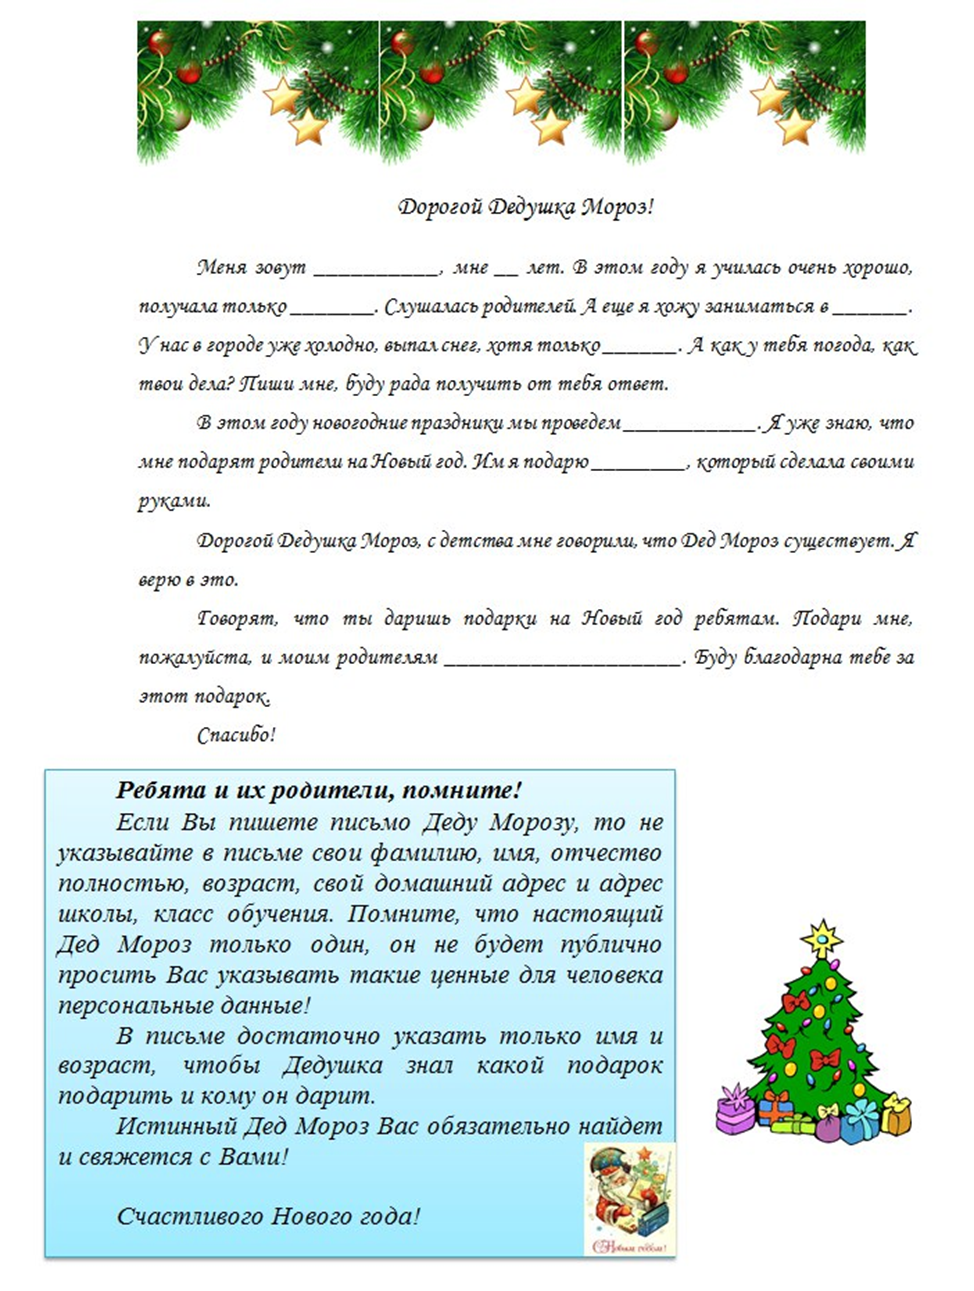 Дорогой Дедушка Мороз!
Меня зовут __________, мне __ лет. В этом году я училась очень хорошо,
получала только _______. Слушалась родителей. А еще я хожу заниматься в ______.
У нас в городе уже холодно, выпал снег, хотя только ______. А как у тебя погода, как
твои дела? Пиши мне, буду рада получить от тебя ответ.
В этом году новогодние праздники мы проведем ___________. Я уже знаю, что
мне подарят родители на Новый год. Им я подарю ________, который сделала своими
руками.
Дорогой Дедушка Мороз, с детства мне говорили, что Дед Мороз существует. Я
верю в это.
Говорят, что ты даришь подарки на Новый год ребятам. Подари мне,
пожалуйста, и моим родителям ___________________. Буду благодарна тебе за
этот подарок.
Спасибо!
Ребята и их родители, помните!
Если Вы пишете письмо Деду Морозу, то не
указывайте в письме свои фамилию, имя, отчество
полностью, возраст, свой домашний адрес и адрес
школы, класс обучения. Помните, что настоящий
Дед Мороз только один, он не будет публично
просить Вас указывать такие ценные для человека
персональные данные!
В письме достаточно указать только имя и
возраст, чтобы Дедушка знал какой подарок
подарить и кому он дарит.
Истинный Дед Мороз Вас обязательно найдет
и свяжется с Вами!
Счастливого Нового года!
С Новым годом!